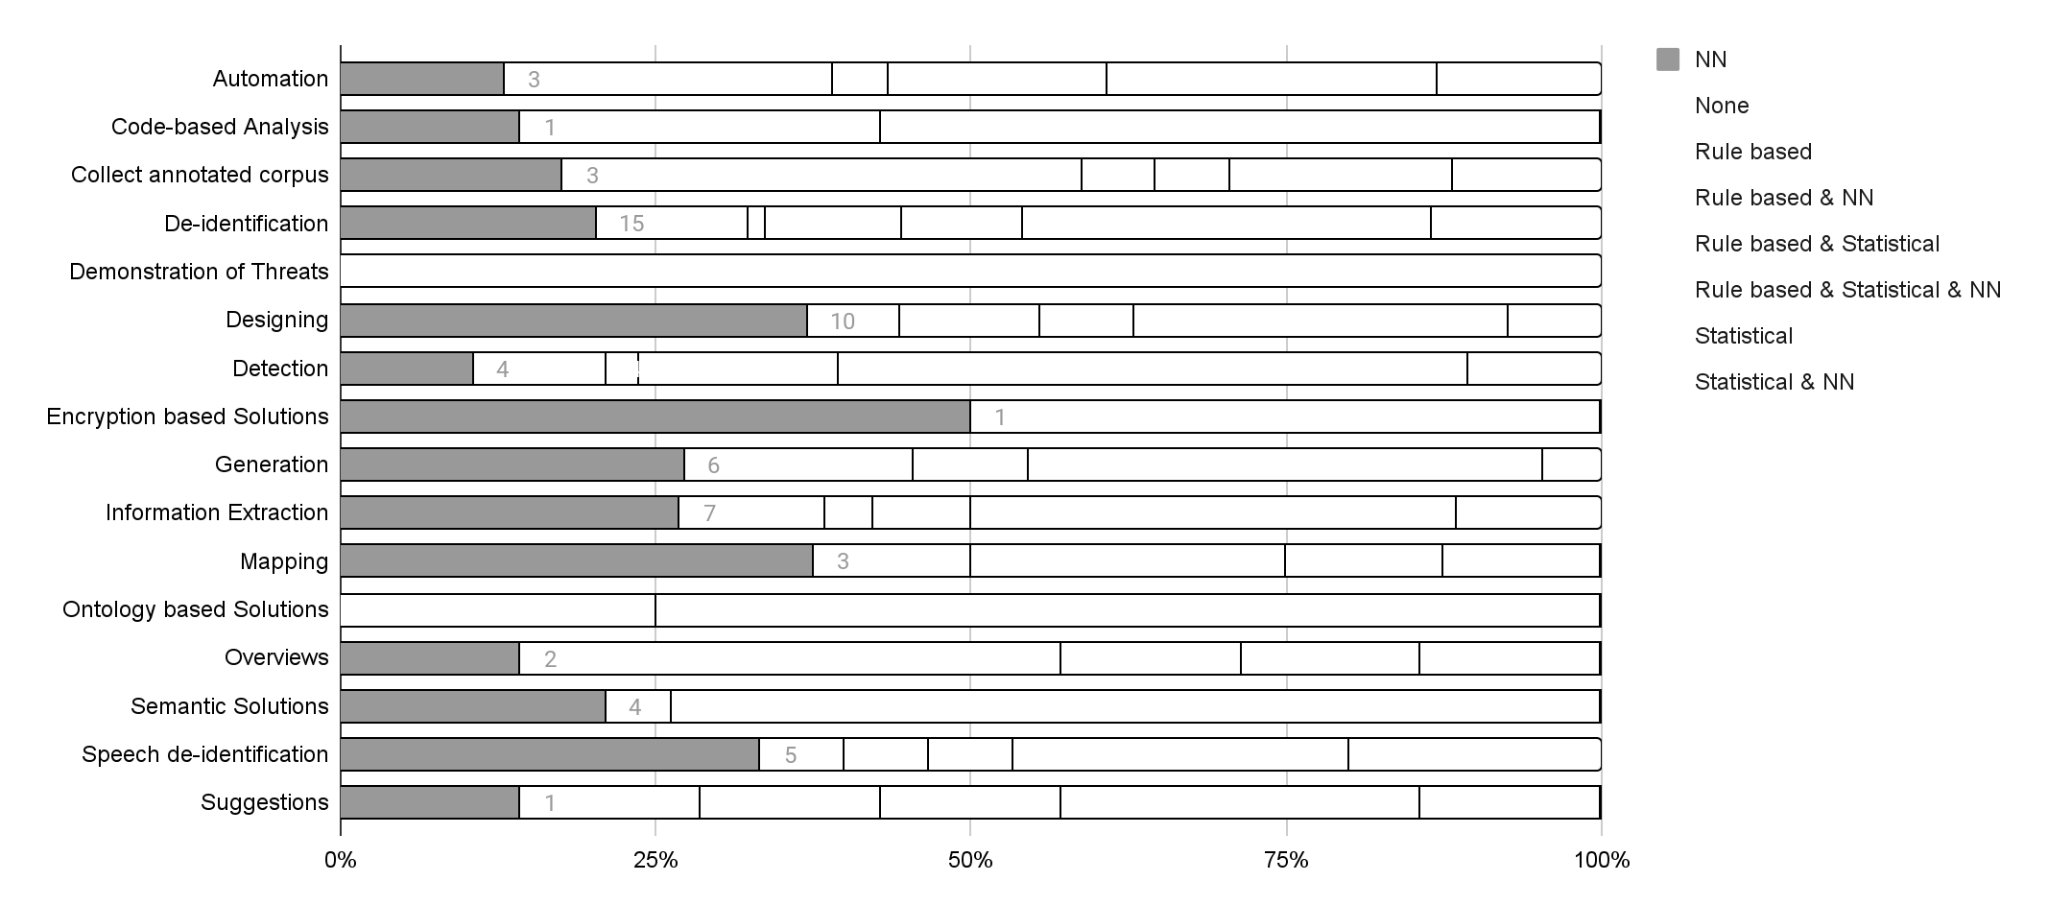 Automation 3
Code-based Analysis 1
Collect annotated corpus 3
De-identification 15
Demonstration of Threats
Designing 10
Detection 4
Encryption based Solutions 1
Generation 6
Information Extraction 7
Mapping 3
Ontology based Solutions
Overviews 2
Semantic Solutions 4
Speech de-identification 5
Suggestions 1
0% 25% 50% 75% 100%
NN
None
Rule based
Rule based & NN
Rule based & Statistical
Rule based & Statistical & NN
Statistical
Statistical & NN